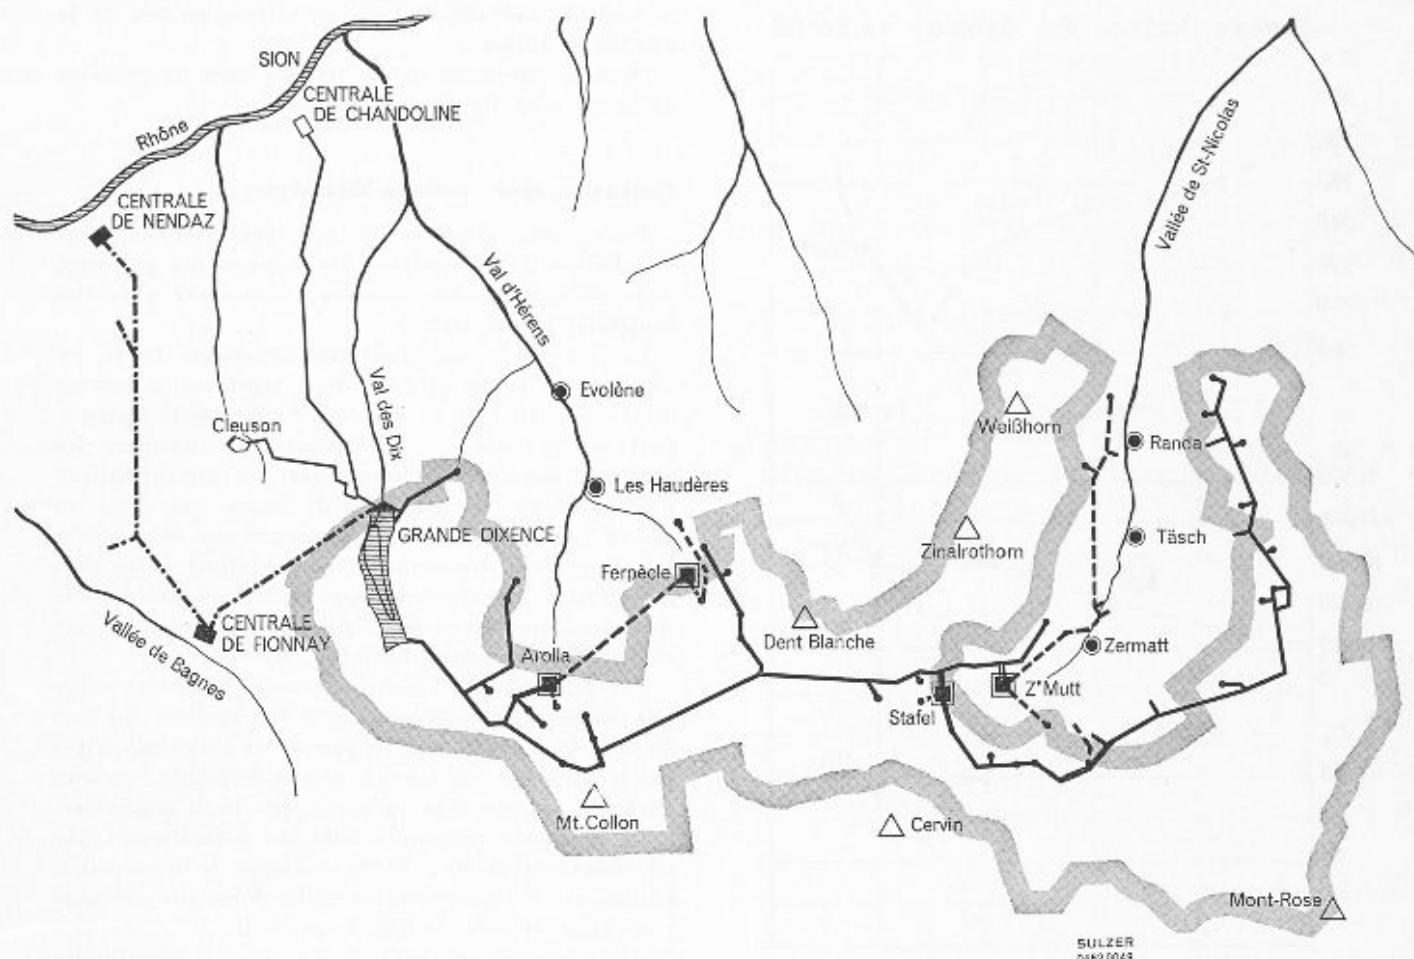 SION
CENTRALE
DE CHANDOLINE
Rhône
CENTRALE
DE NENDAZ
Val d'Hérens
Vallée de St-Nicolas
Val des Dix
Evolène
Cleuson
Weißhorn
Randa
Les Haudères
GRANDE DIXENCE
Zinalrothorn
Täsch
Ferpècle
CENTRALE
DE FIONNAY
Vallée de Bagnes
Dent Blanche
Arolla
Zermatt
Z'Mutt
Stafel
Mt. Collon
Cervin
Mont-Rose
SULZER